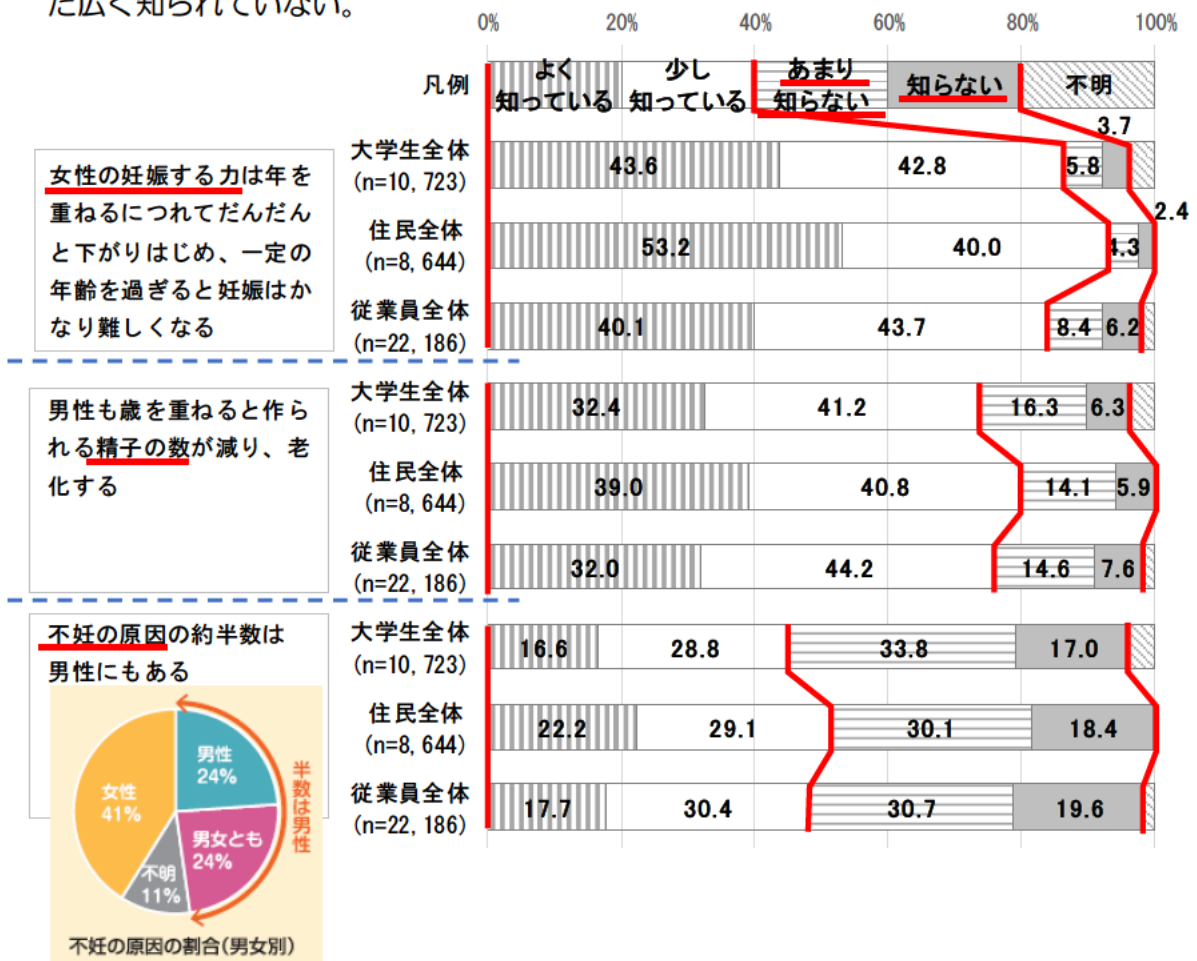 た広く知られていない。
0% 20% 40% 60% 80% 100%
凡例
よく
知っている
少し
知っている
あまり
知らない
知らない
不明
女性の妊娠する力は年を
重ねるにつれてだんだん
と下がりはじめ、一定の
年齢を過ぎると妊娠はか
なり難しくなる
大学生全体
(n=10,723)
43.6 42.8 5.8 3.7
住民全体
(n=8,644)
53.2 40.0 4.3 2.4
従業員全体
(n=22,186)
40.1 43.7 8.4 6.2
男性も歳を重ねると作ら
れる精子の数が減り、老
化する
大学生全体
(n=10,723)
32.4 41.2 16.3 6.3
住民全体
(n=8,644)
39.0 40.8 14.1 5.9
従業員全体
(n=22,186)
32.0 44.2 14.6 7.6
不妊の原因の約半数は
男性にもある
大学生全体
(n=10,723)
16.6 28.8 33.8 17.0
住民全体
(n=8,644)
22.2 29.1 30.1 18.4
従業員全体
(n=22,186)
17.7 30.4 30.7 19.6
男性
24%
女性
41%
男女とも
24%
不明
11%
半数は男性
不妊の原因の割合(男女別)